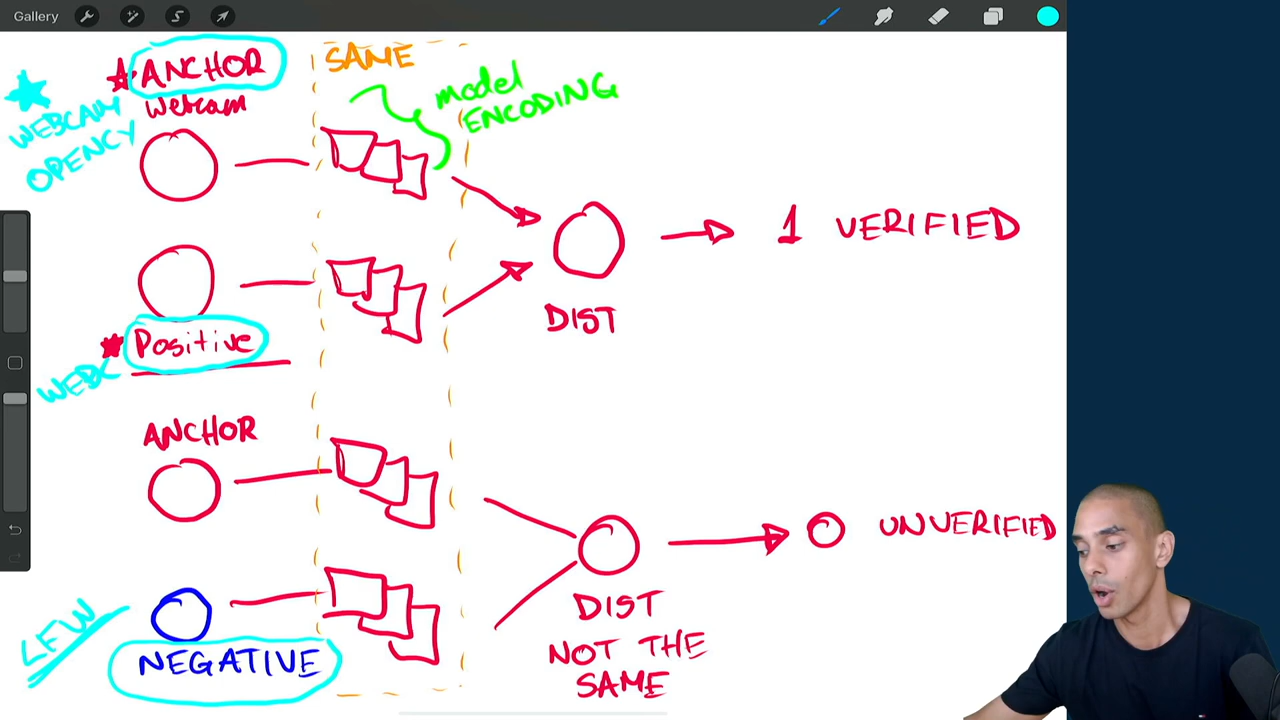 Gallery
ANCHOR
Webcam
WEBCAM
OPENCV
SAME
model
ENCODING
1 VERIFIED
DIST
Positive
WEBC
ANCHOR
UNVERIFIED
DIST
NOT THE
SAME
LFW
NEGATIVE